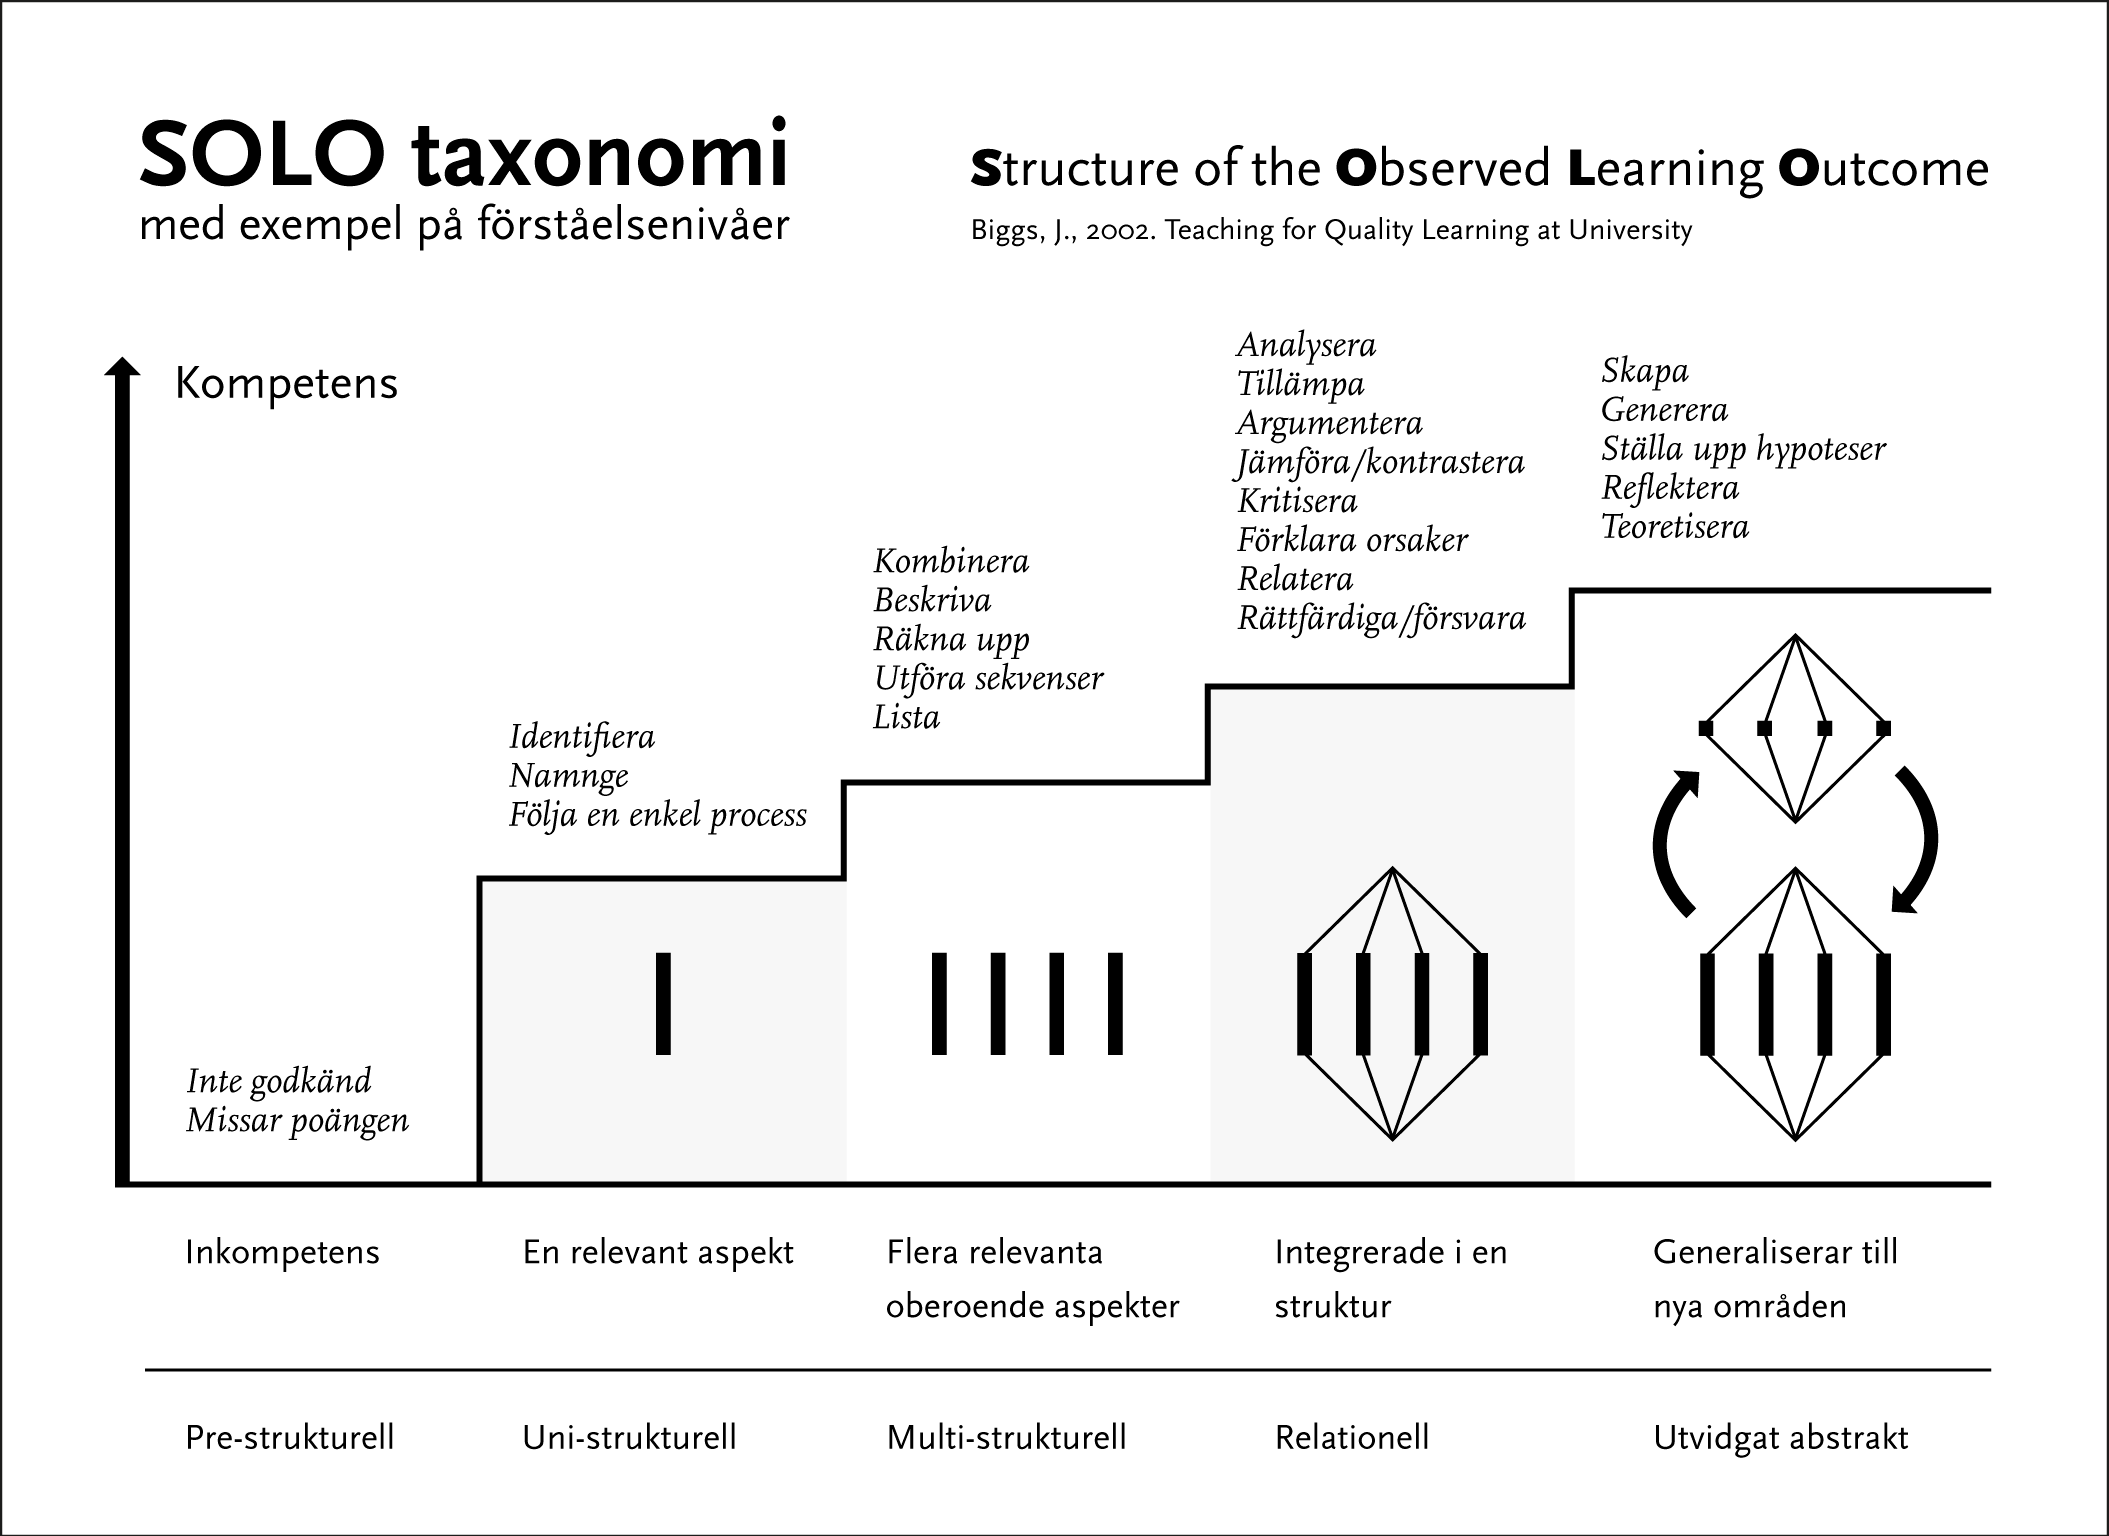 SOLO taxonomi
med exempel på förståelsenivåer
Structure of the Observed Learning Outcome
Biggs, J., 2002. Teaching for Quality Learning at University
Kompetens
Inte godkänd
Missar poängen
Identifiera
Namnge
Följa en enkel process
Kombinera
Beskriva
Räkna upp
Utföra sekvenser
Lista
Analysera
Tillämpa
Argumentera
Jämföra/kontrastera
Kritisera
Förklara orsaker
Relatera
Rättfärdiga/försvara
Skapa
Generera
Ställa upp hypoteser
Reflektera
Teoretisera
Inkompetens
En relevant aspekt
Flera relevanta
oberoende aspekter
Integrerade i en
struktur
Generaliserar till
nya områden
Pre-strukturell
Uni-strukturell
Multi-strukturell
Relationell
Utvidgat abstrakt